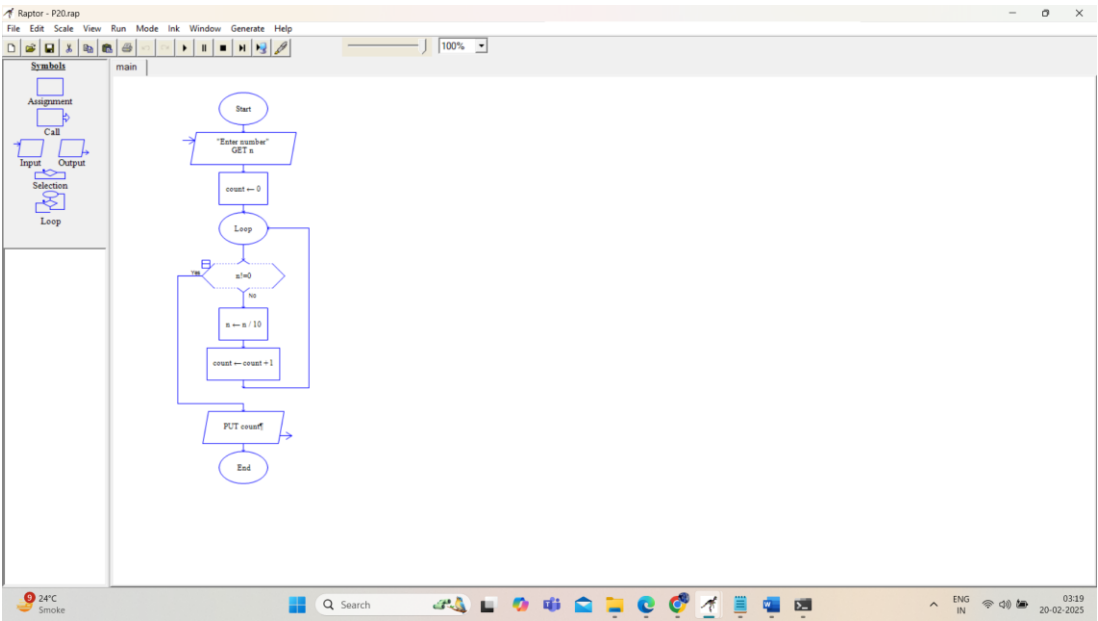 Raptor - P20.rap
File Edit Scale View Run Mode Ink Window Generate Help
100%
Symbols
main
Assignment
Call
Input Output
Selection
Loop
Start
"Enter number"
GET n
count ← 0
Loop
Yes
n!=0
No
n ← n / 10
count ← count + 1
PUT count¶
End
9
24°C
Smoke
Search
ENG
IN
03:19
20-02-2025